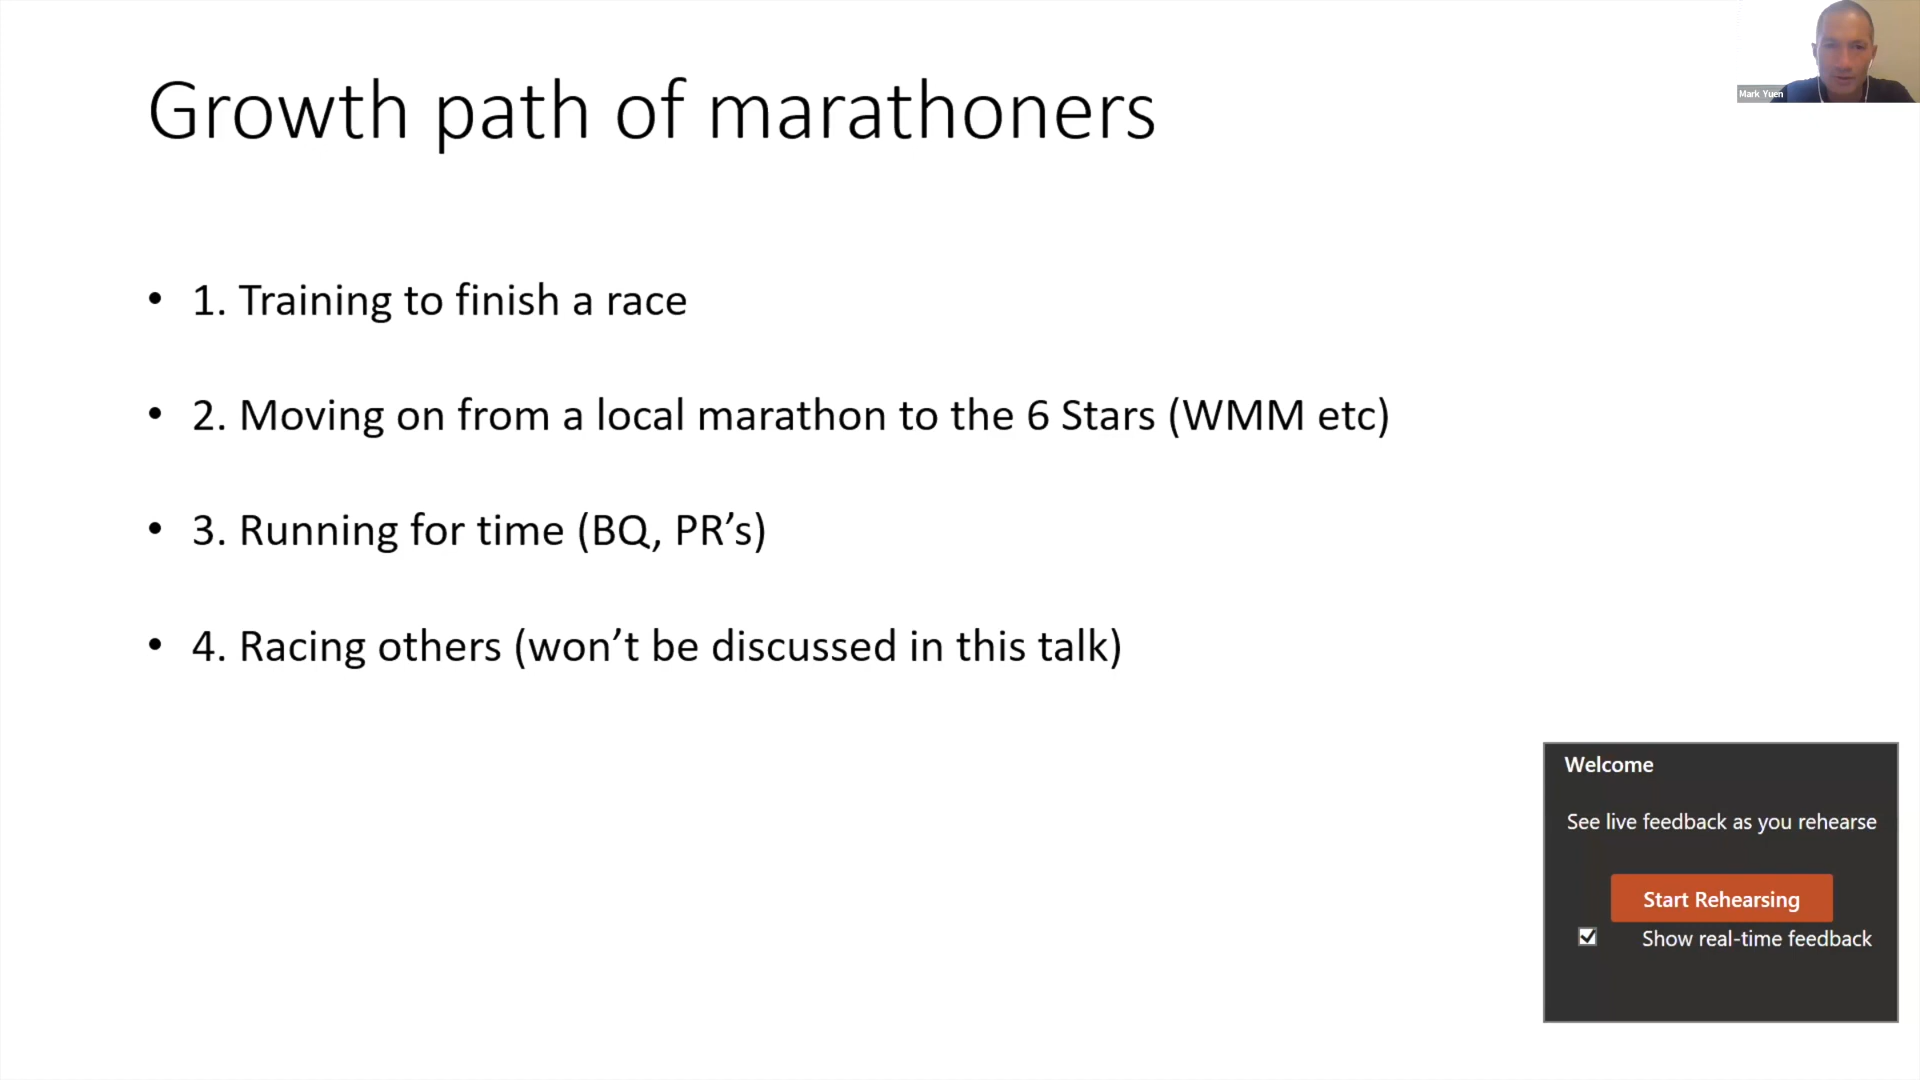 Growth path of marathoners
Mark Yuen
• 1. Training to finish a race
• 2. Moving on from a local marathon to the 6 Stars (WMM etc)
• 3. Running for time (BQ, PR’s)
• 4. Racing others (won’t be discussed in this talk)
Welcome
See live feedback as you rehearse
Start Rehearsing
Show real-time feedback